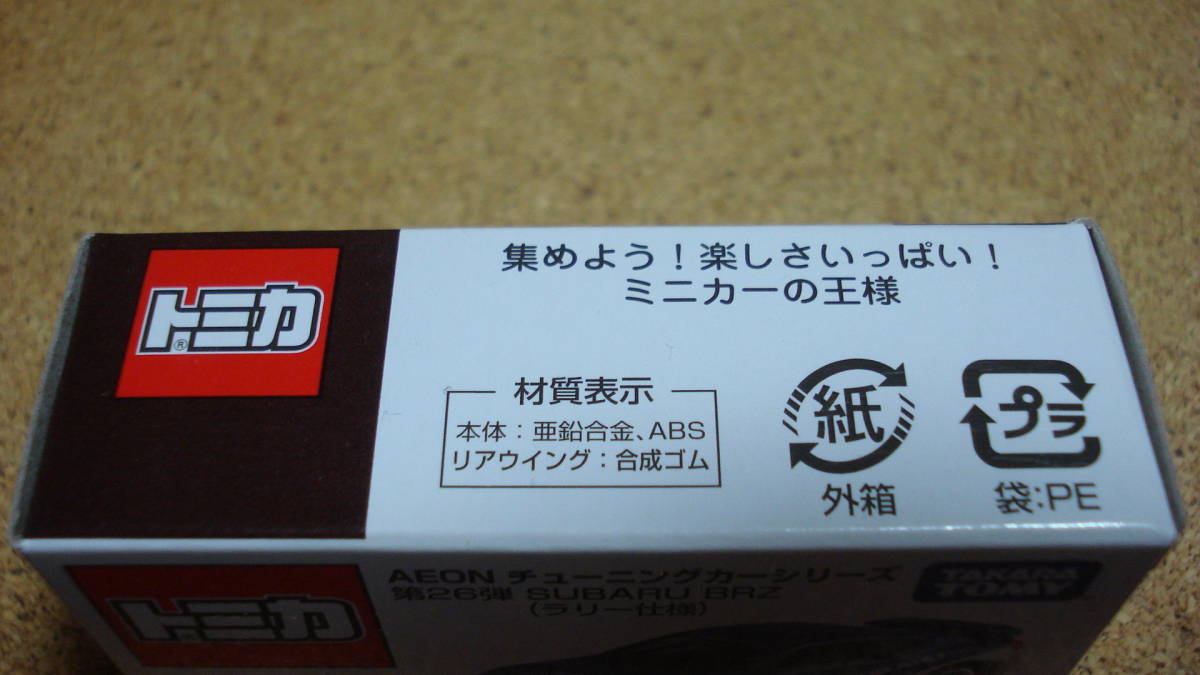 トミカ®
集めよう！楽しさいっぱい！
ミニカーの王様
材質表示
本体：亜鉛合金、ABS
リアウイング：合成ゴム
紙
外箱
プラ
袋：PE
トミカ
AEON チューニングカーシリーズ
第26弾 SUBARU BRZ
(ラリー仕様)
TAKARA
TOMY